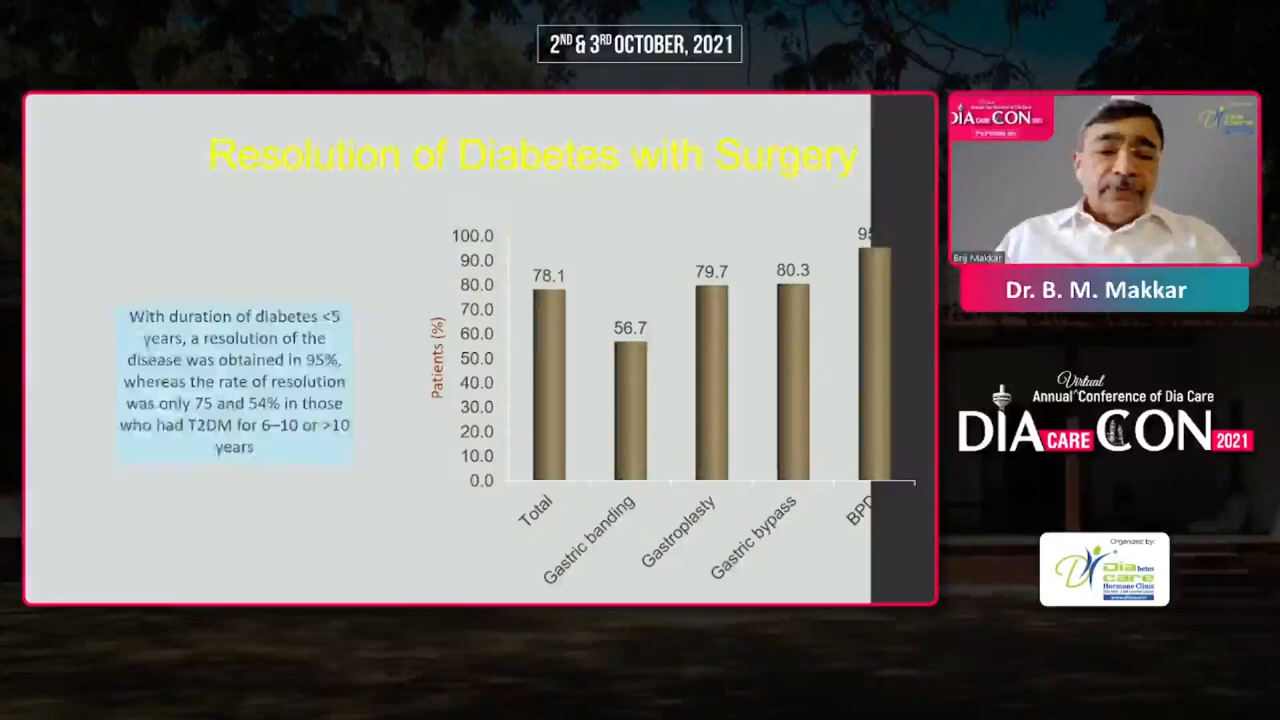 2ND & 3RD OCTOBER, 2021
Resolution of Diabetes with Surgery
With duration of diabetes <5
years, a resolution of the
disease was obtained in 95%,
whereas the rate of resolution
was only 75 and 54% in those
who had T2DM for 6–10 or >10
years
Patients (%)
100.0
90.0
80.0
70.0
60.0
50.0
40.0
30.0
20.0
10.0
0.0
78.1
56.7
79.7
80.3
95
Total
Gastric banding
Gastroplasty
Gastric bypass
BPD
DIA CARE CON 2021
Brij Makkar
Dr. B. M. Makkar
Virtual
Annual Conference of Dia Care
DIA CARE CON 2021
Organized by:
Diabetes
care
Hormone Clinic